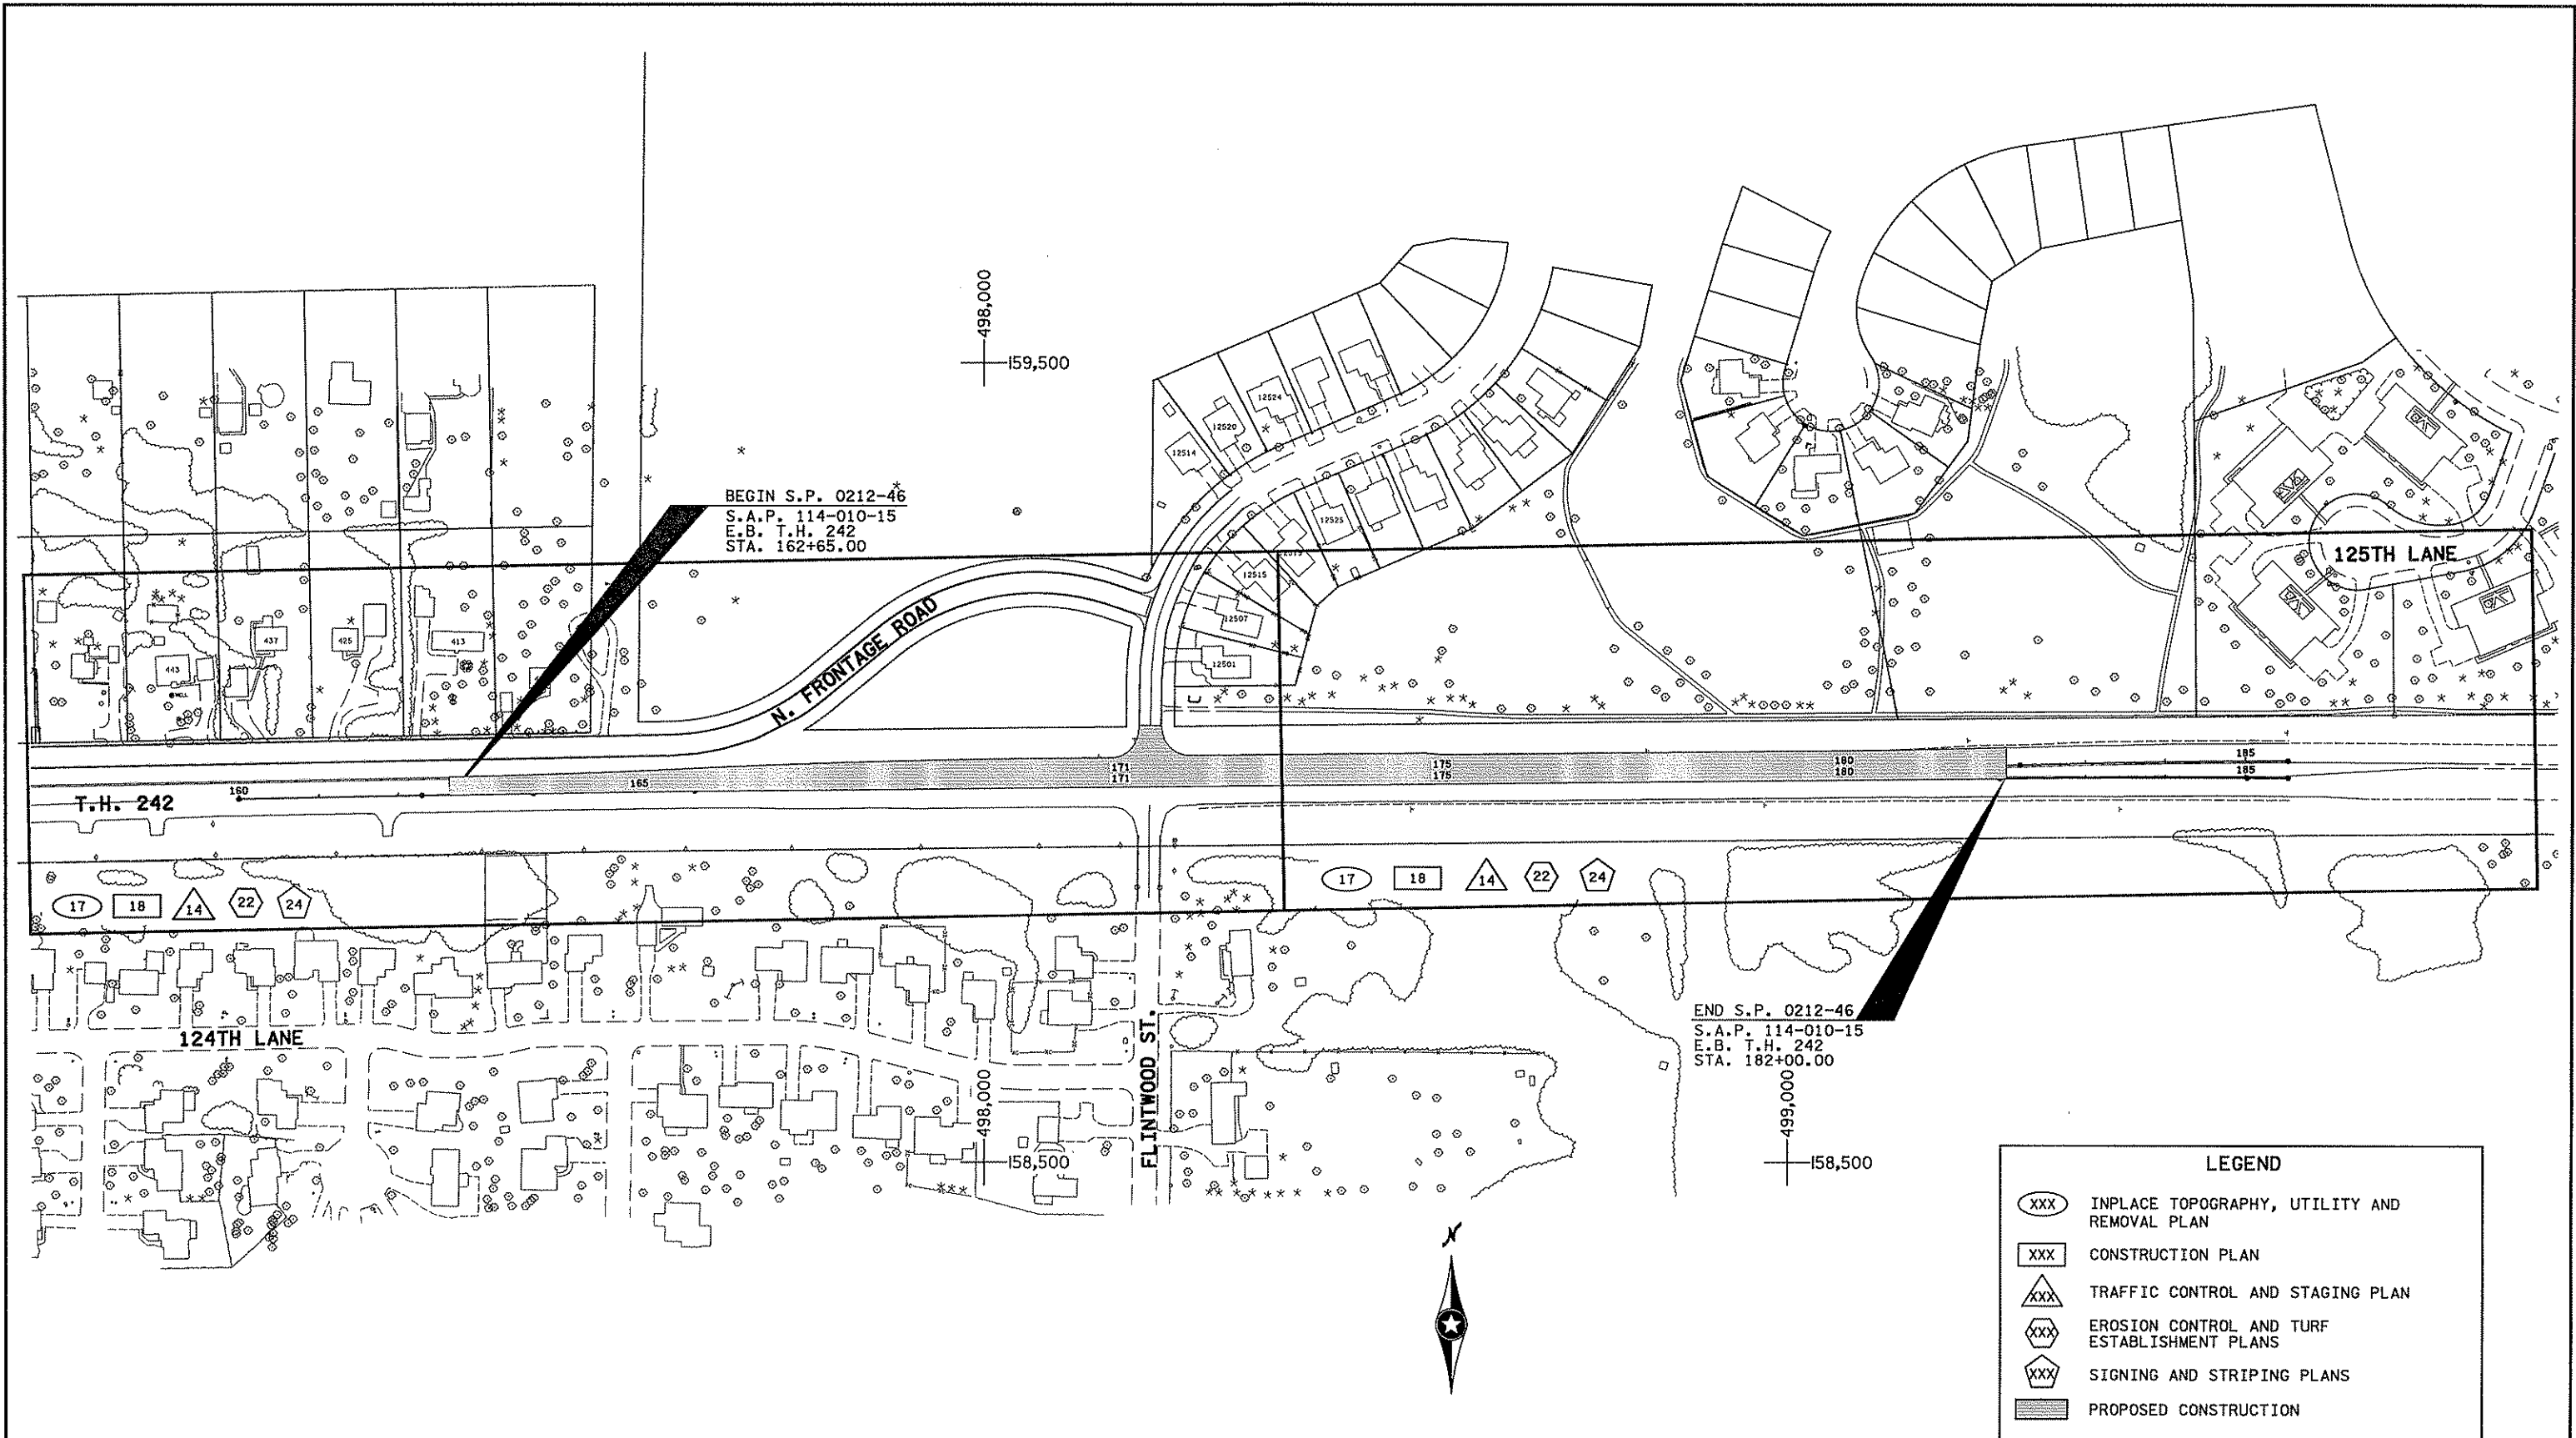 498,000
159,500
12524
12520
12514
BEGIN S.P. 0212-46
S.A.P. 114-010-15
E.B. T.H. 242
STA. 162+65.00
12525
12515
12507
12501
125TH LANE
N. FRONTAGE ROAD
437
425
413
443
WELL
160
165
171
171
175
175
180
180
185
185
T.H. 242
17 18 14 22 24
17 18 14 22 24
124TH LANE
FLINTWOOD ST.
END S.P. 0212-46
S.A.P. 114-010-15
E.B. T.H. 242
STA. 182+00.00
498,000
158,500
499,000
158,500
N
LEGEND
XXX INPLACE TOPOGRAPHY, UTILITY AND
REMOVAL PLAN
XXX CONSTRUCTION PLAN
XXX TRAFFIC CONTROL AND STAGING PLAN
XXX EROSION CONTROL AND TURF
ESTABLISHMENT PLANS
XXX SIGNING AND STRIPING PLANS
PROPOSED CONSTRUCTION